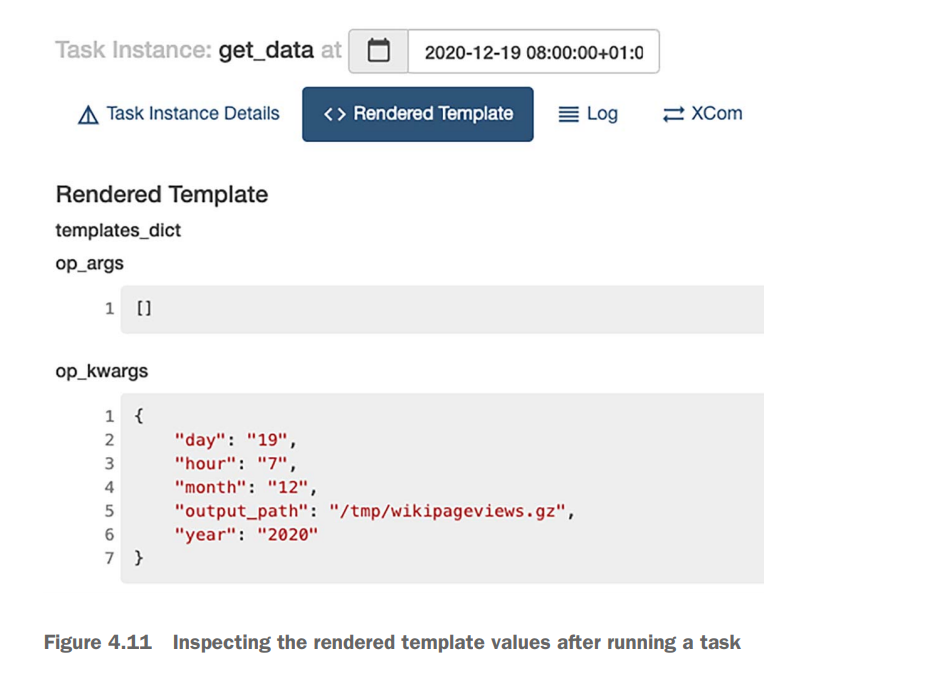 Task Instance: get_data at 2020-12-19 08:00:00+01:0
Task Instance Details <> Rendered Template Log XCom
Rendered Template
templates_dict
op_args
1 []
op_kwargs
1 {
2 "day": "19",
3 "hour": "7",
4 "month": "12",
5 "output_path": "/tmp/wikipageviews.gz",
6 "year": "2020"
7 }
Figure 4.11 Inspecting the rendered template values after running a task